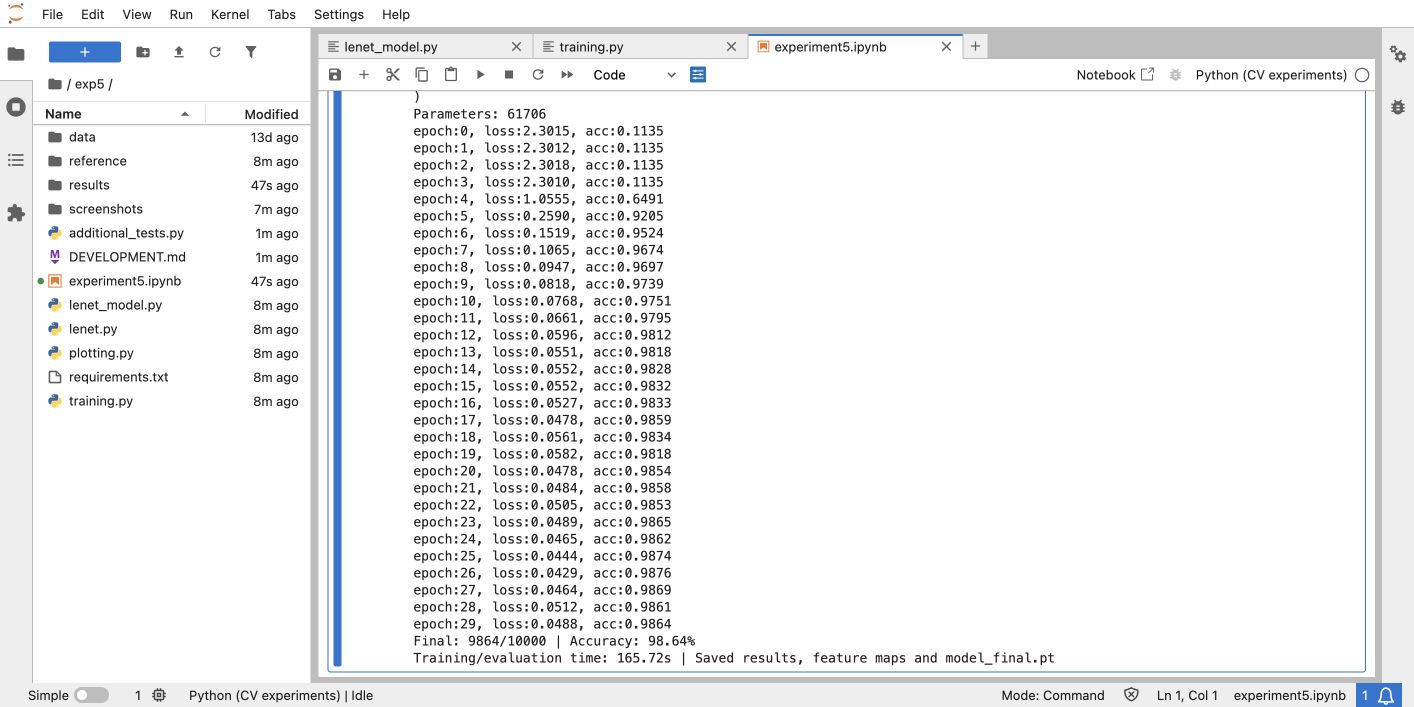 File Edit View Run Kernel Tabs Settings Help
lenet_model.py
training.py
experiment5.ipynb
Code
Notebook
Python (CV experiments)
/ exp5 /
Name Modified
data 13d ago
reference 8m ago
results 47s ago
screenshots 7m ago
additional_tests.py 1m ago
DEVELOPMENT.md 1m ago
experiment5.ipynb 47s ago
lenet_model.py 8m ago
lenet.py 8m ago
plotting.py 8m ago
requirements.txt 8m ago
training.py 8m ago
)
Parameters: 61706
epoch:0, loss:2.3015, acc:0.1135
epoch:1, loss:2.3012, acc:0.1135
epoch:2, loss:2.3018, acc:0.1135
epoch:3, loss:2.3010, acc:0.1135
epoch:4, loss:1.0555, acc:0.6491
epoch:5, loss:0.2590, acc:0.9205
epoch:6, loss:0.1519, acc:0.9524
epoch:7, loss:0.1065, acc:0.9674
epoch:8, loss:0.0947, acc:0.9697
epoch:9, loss:0.0818, acc:0.9739
epoch:10, loss:0.0768, acc:0.9751
epoch:11, loss:0.0661, acc:0.9795
epoch:12, loss:0.0596, acc:0.9812
epoch:13, loss:0.0551, acc:0.9818
epoch:14, loss:0.0552, acc:0.9828
epoch:15, loss:0.0552, acc:0.9832
epoch:16, loss:0.0527, acc:0.9833
epoch:17, loss:0.0478, acc:0.9859
epoch:18, loss:0.0561, acc:0.9834
epoch:19, loss:0.0582, acc:0.9818
epoch:20, loss:0.0478, acc:0.9854
epoch:21, loss:0.0484, acc:0.9858
epoch:22, loss:0.0505, acc:0.9853
epoch:23, loss:0.0489, acc:0.9865
epoch:24, loss:0.0465, acc:0.9862
epoch:25, loss:0.0444, acc:0.9874
epoch:26, loss:0.0429, acc:0.9876
epoch:27, loss:0.0464, acc:0.9869
epoch:28, loss:0.0512, acc:0.9861
epoch:29, loss:0.0488, acc:0.9864
Final: 9864/10000 | Accuracy: 98.64%
Training/evaluation time: 165.72s | Saved results, feature maps and model_final.pt
Simple 1 Python (CV experiments) | Idle Mode: Command Ln 1, Col 1 experiment5.ipynb 1